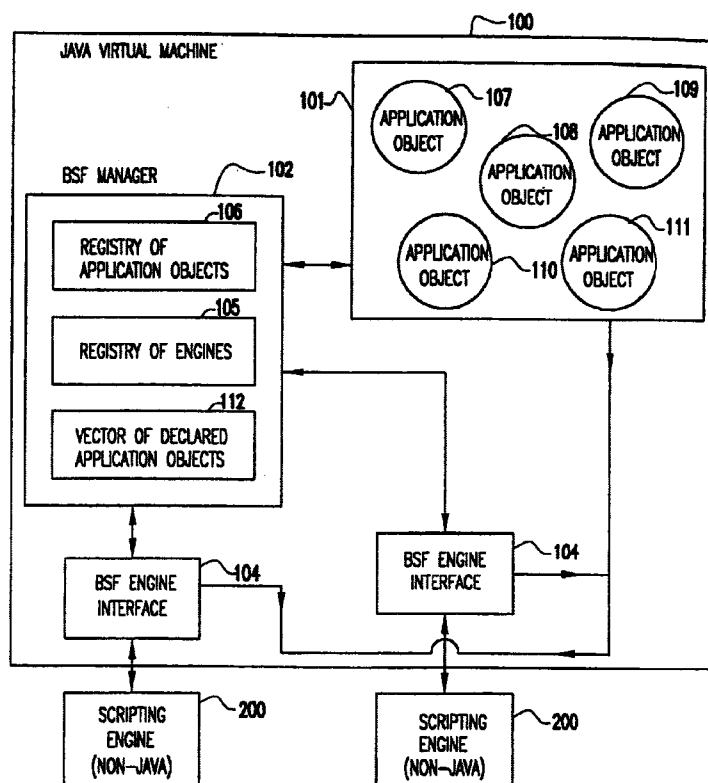 100
JAVA VIRTUAL MACHINE
101
107
APPLICATION
OBJECT
108
APPLICATION
OBJECT
109
APPLICATION
OBJECT
110
APPLICATION
OBJECT
111
APPLICATION
OBJECT
BSF MANAGER
102
106
REGISTRY OF
APPLICATION OBJECTS
105
REGISTRY OF ENGINES
112
VECTOR OF DECLARED
APPLICATION OBJECTS
BSF ENGINE
INTERFACE
104
BSF ENGINE
INTERFACE
104
SCRIPTING
ENGINE
(NON-JAVA)
200
SCRIPTING
ENGINE
(NON-JAVA)
200